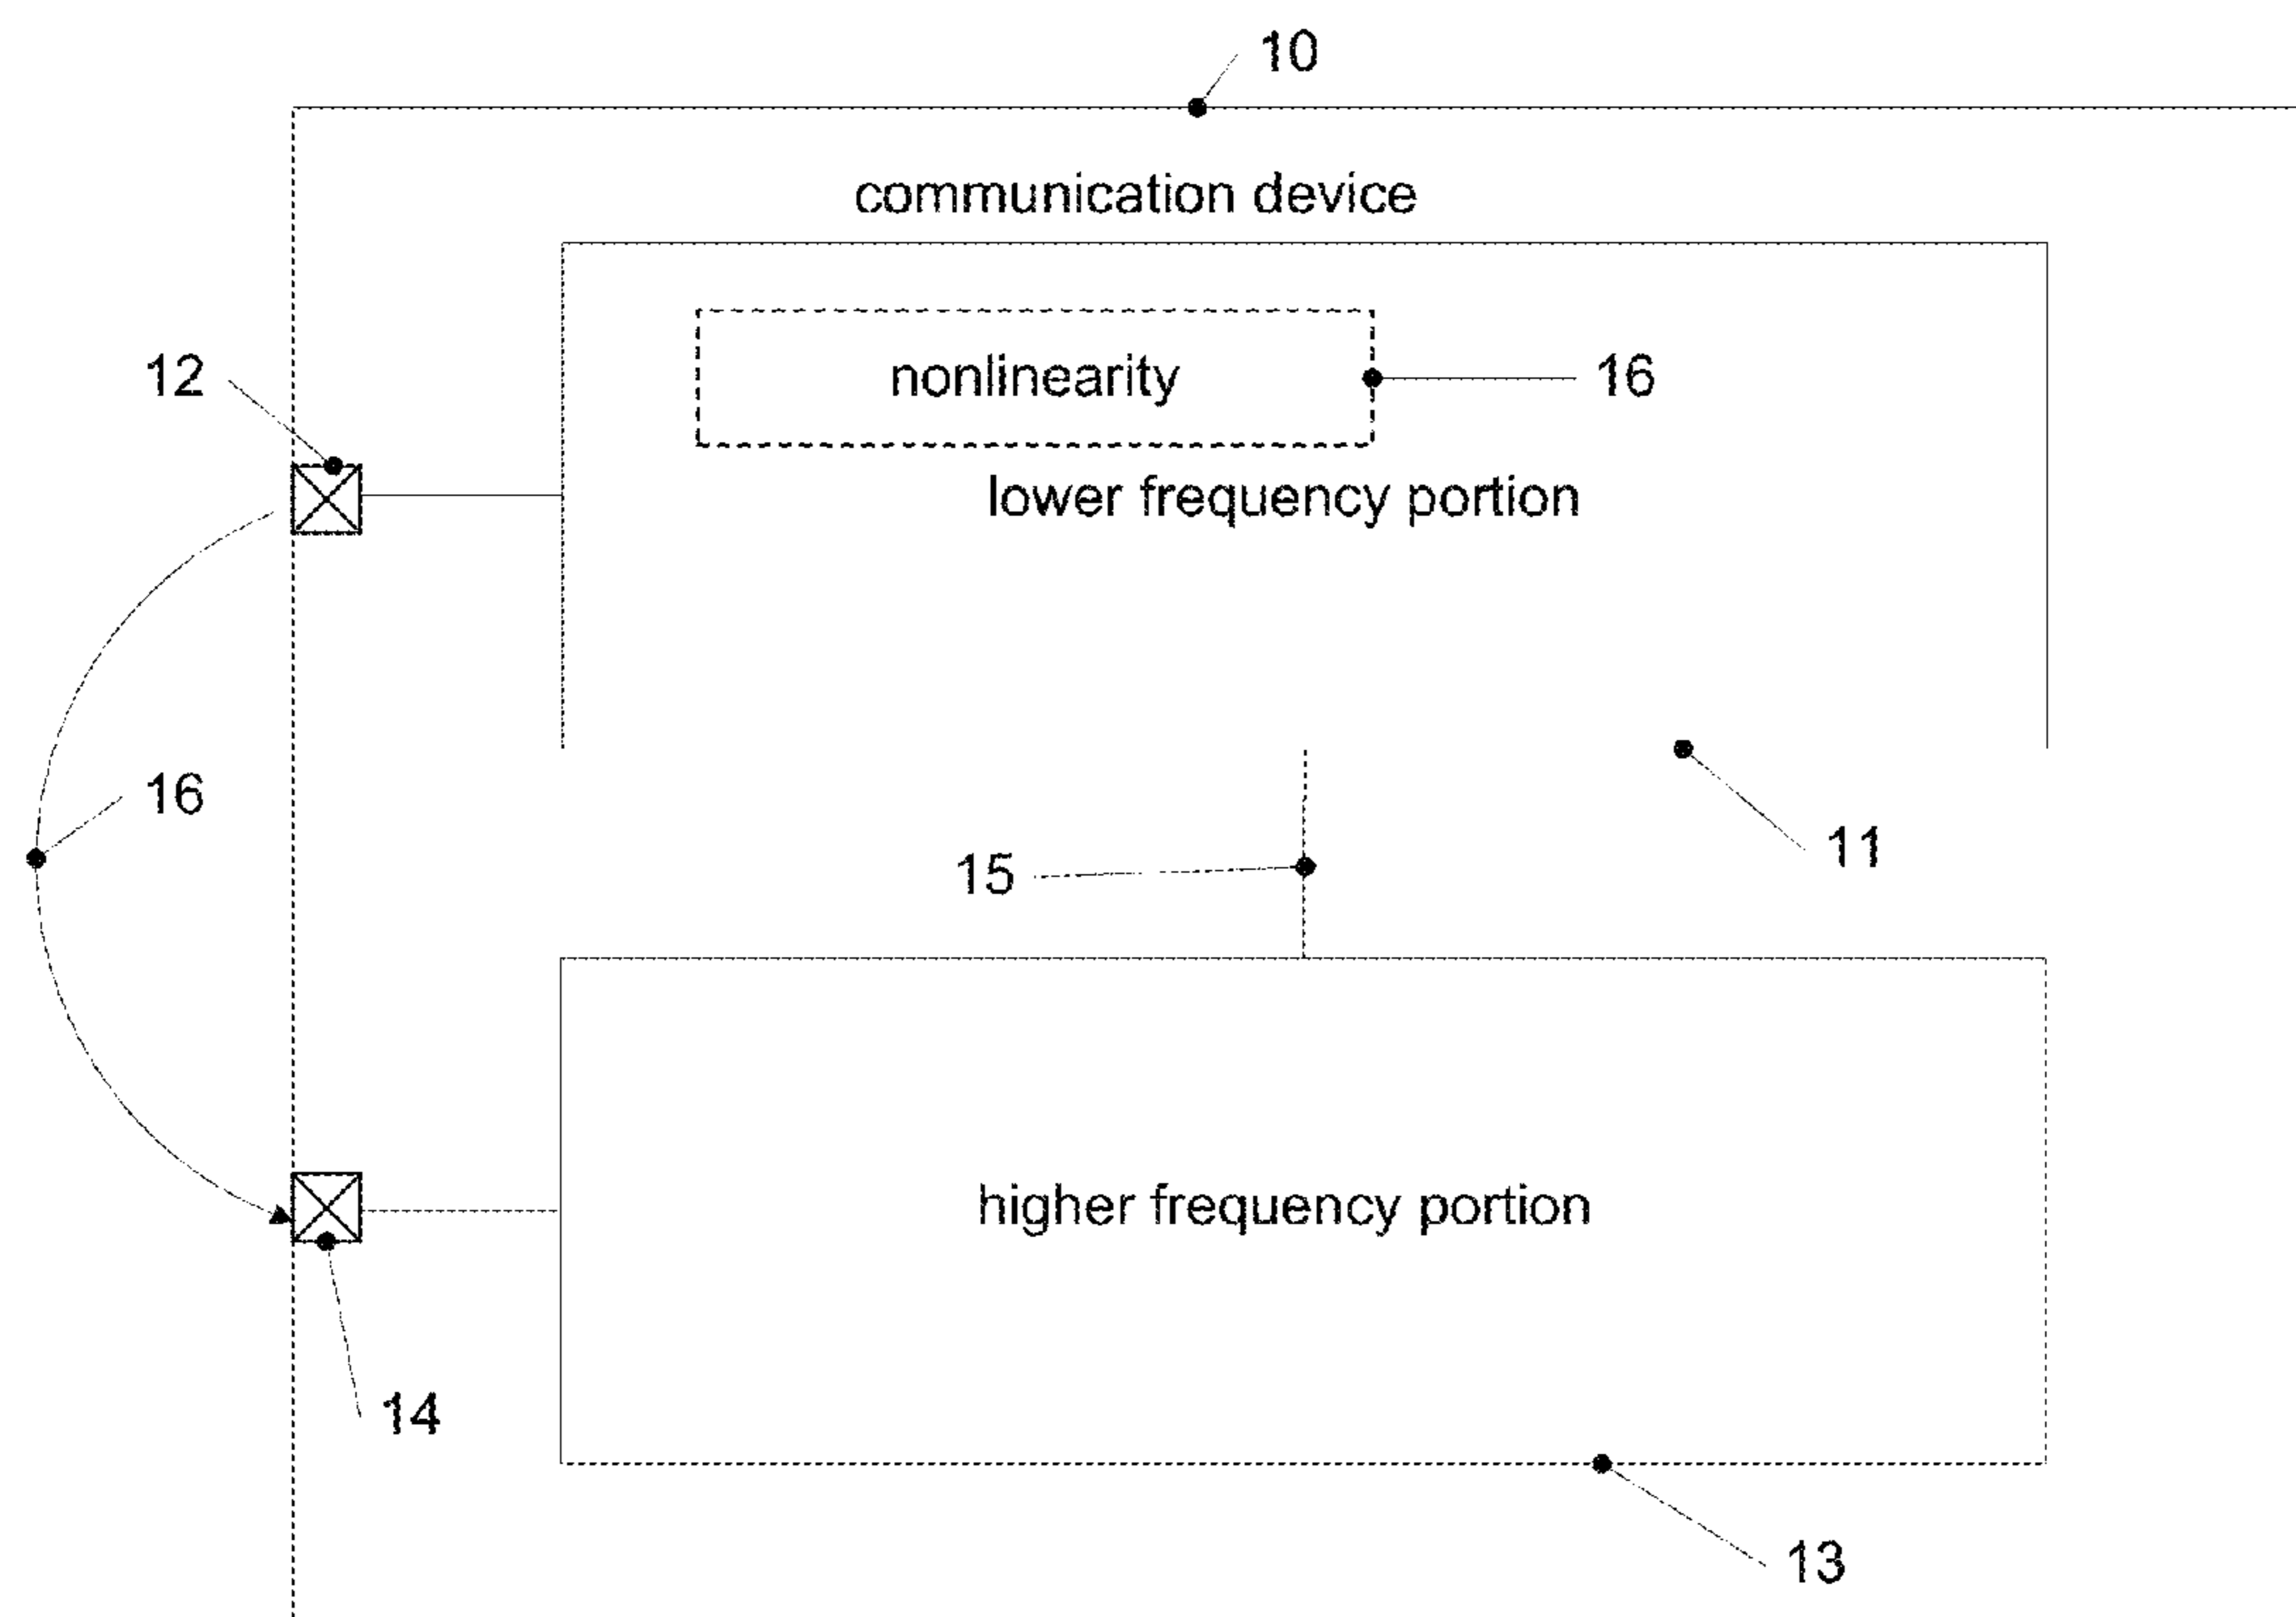 10
communication device
12
nonlinearity
16
lower frequency portion
16
15
11
higher frequency portion
14
13